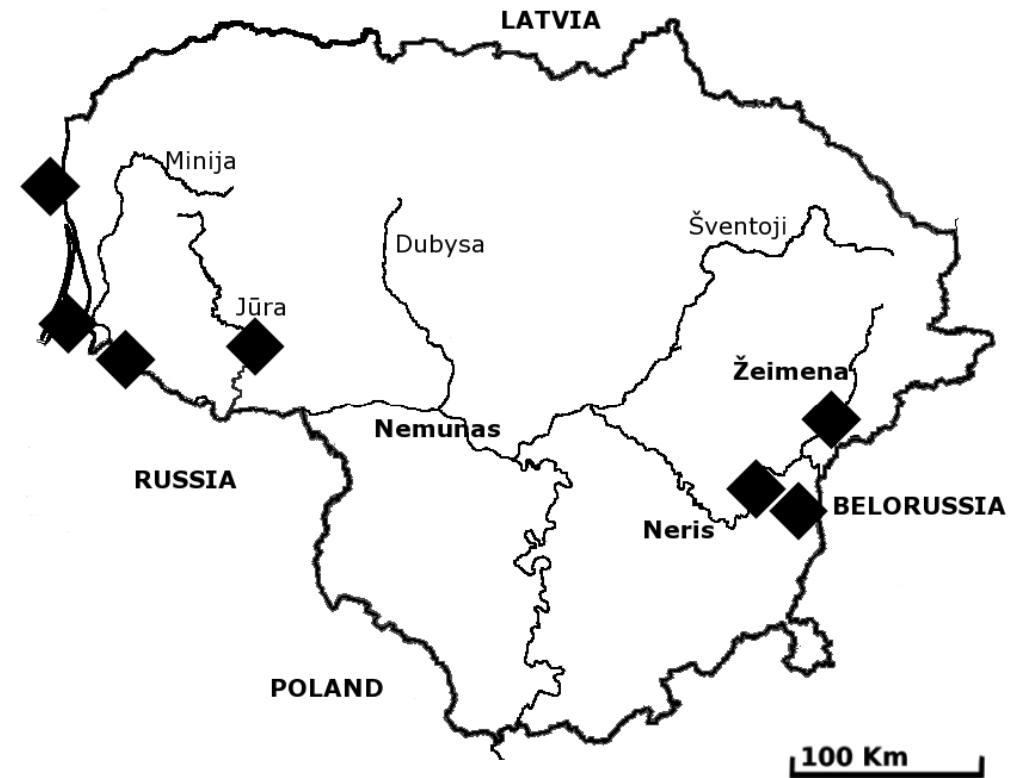 LATVIA
Minija
Šventoji
Dubysa
Jūra
Žeimena
Nemunas
RUSSIA
BELORUSSIA
Neris
POLAND
100 Km